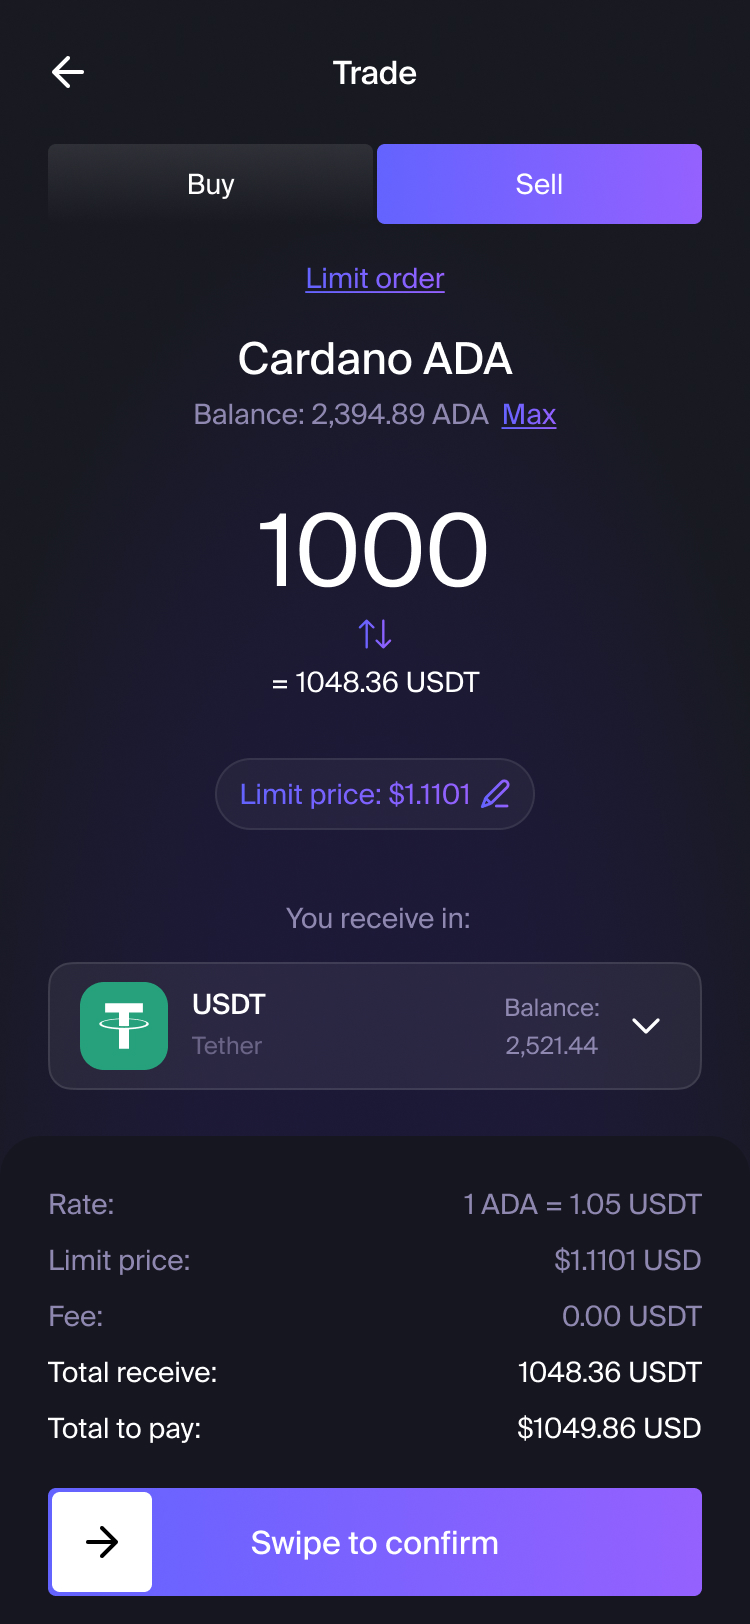 Trade
Buy
Sell
Limit order
Cardano ADA
Balance: 2,394.89 ADA Max
1000
= 1048.36 USDT
Limit price: $1.1101
You receive in:
USDT
Tether
Balance:
2,521.44
Rate: 1 ADA = 1.05 USDT
Limit price: $1.1101 USD
Fee: 0.00 USDT
Total receive: 1048.36 USDT
Total to pay: $1049.86 USD
Swipe to confirm